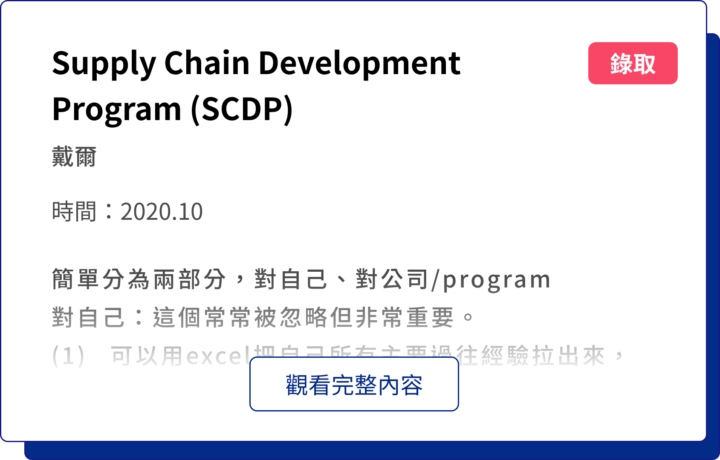 Supply Chain Development
錄取
Program (SCDP)
戴爾
時間：2020.10
簡單分為兩部分，對自己、對公司/program
對自己：這個常常被忽略但非常重要。
(1) 可以用excel把自己所有主要過往經驗拉出來，
觀看完整內容